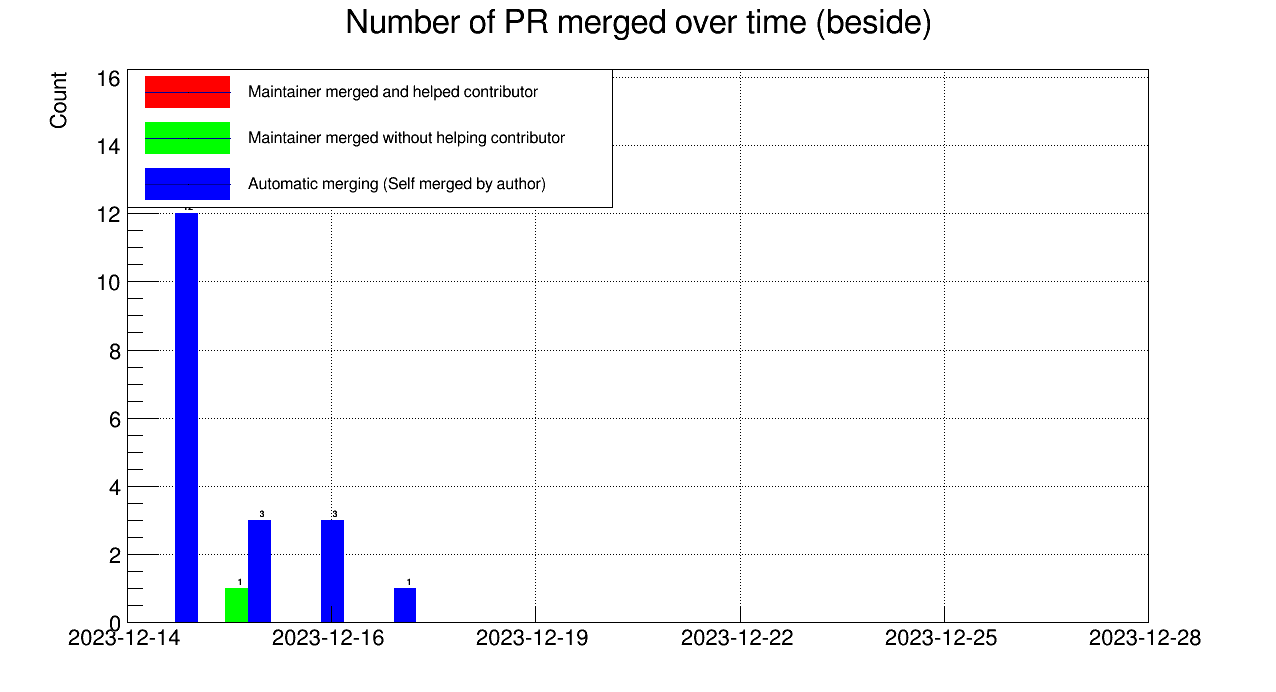 Number of PR merged over time (beside)
Count
16
14
12
10
8
6
4
2
0
Maintainer merged and helped contributor
Maintainer merged without helping contributor
Automatic merging (Self merged by author)
1
3
3
1
2023-12-14 2023-12-16 2023-12-19 2023-12-22 2023-12-25 2023-12-28